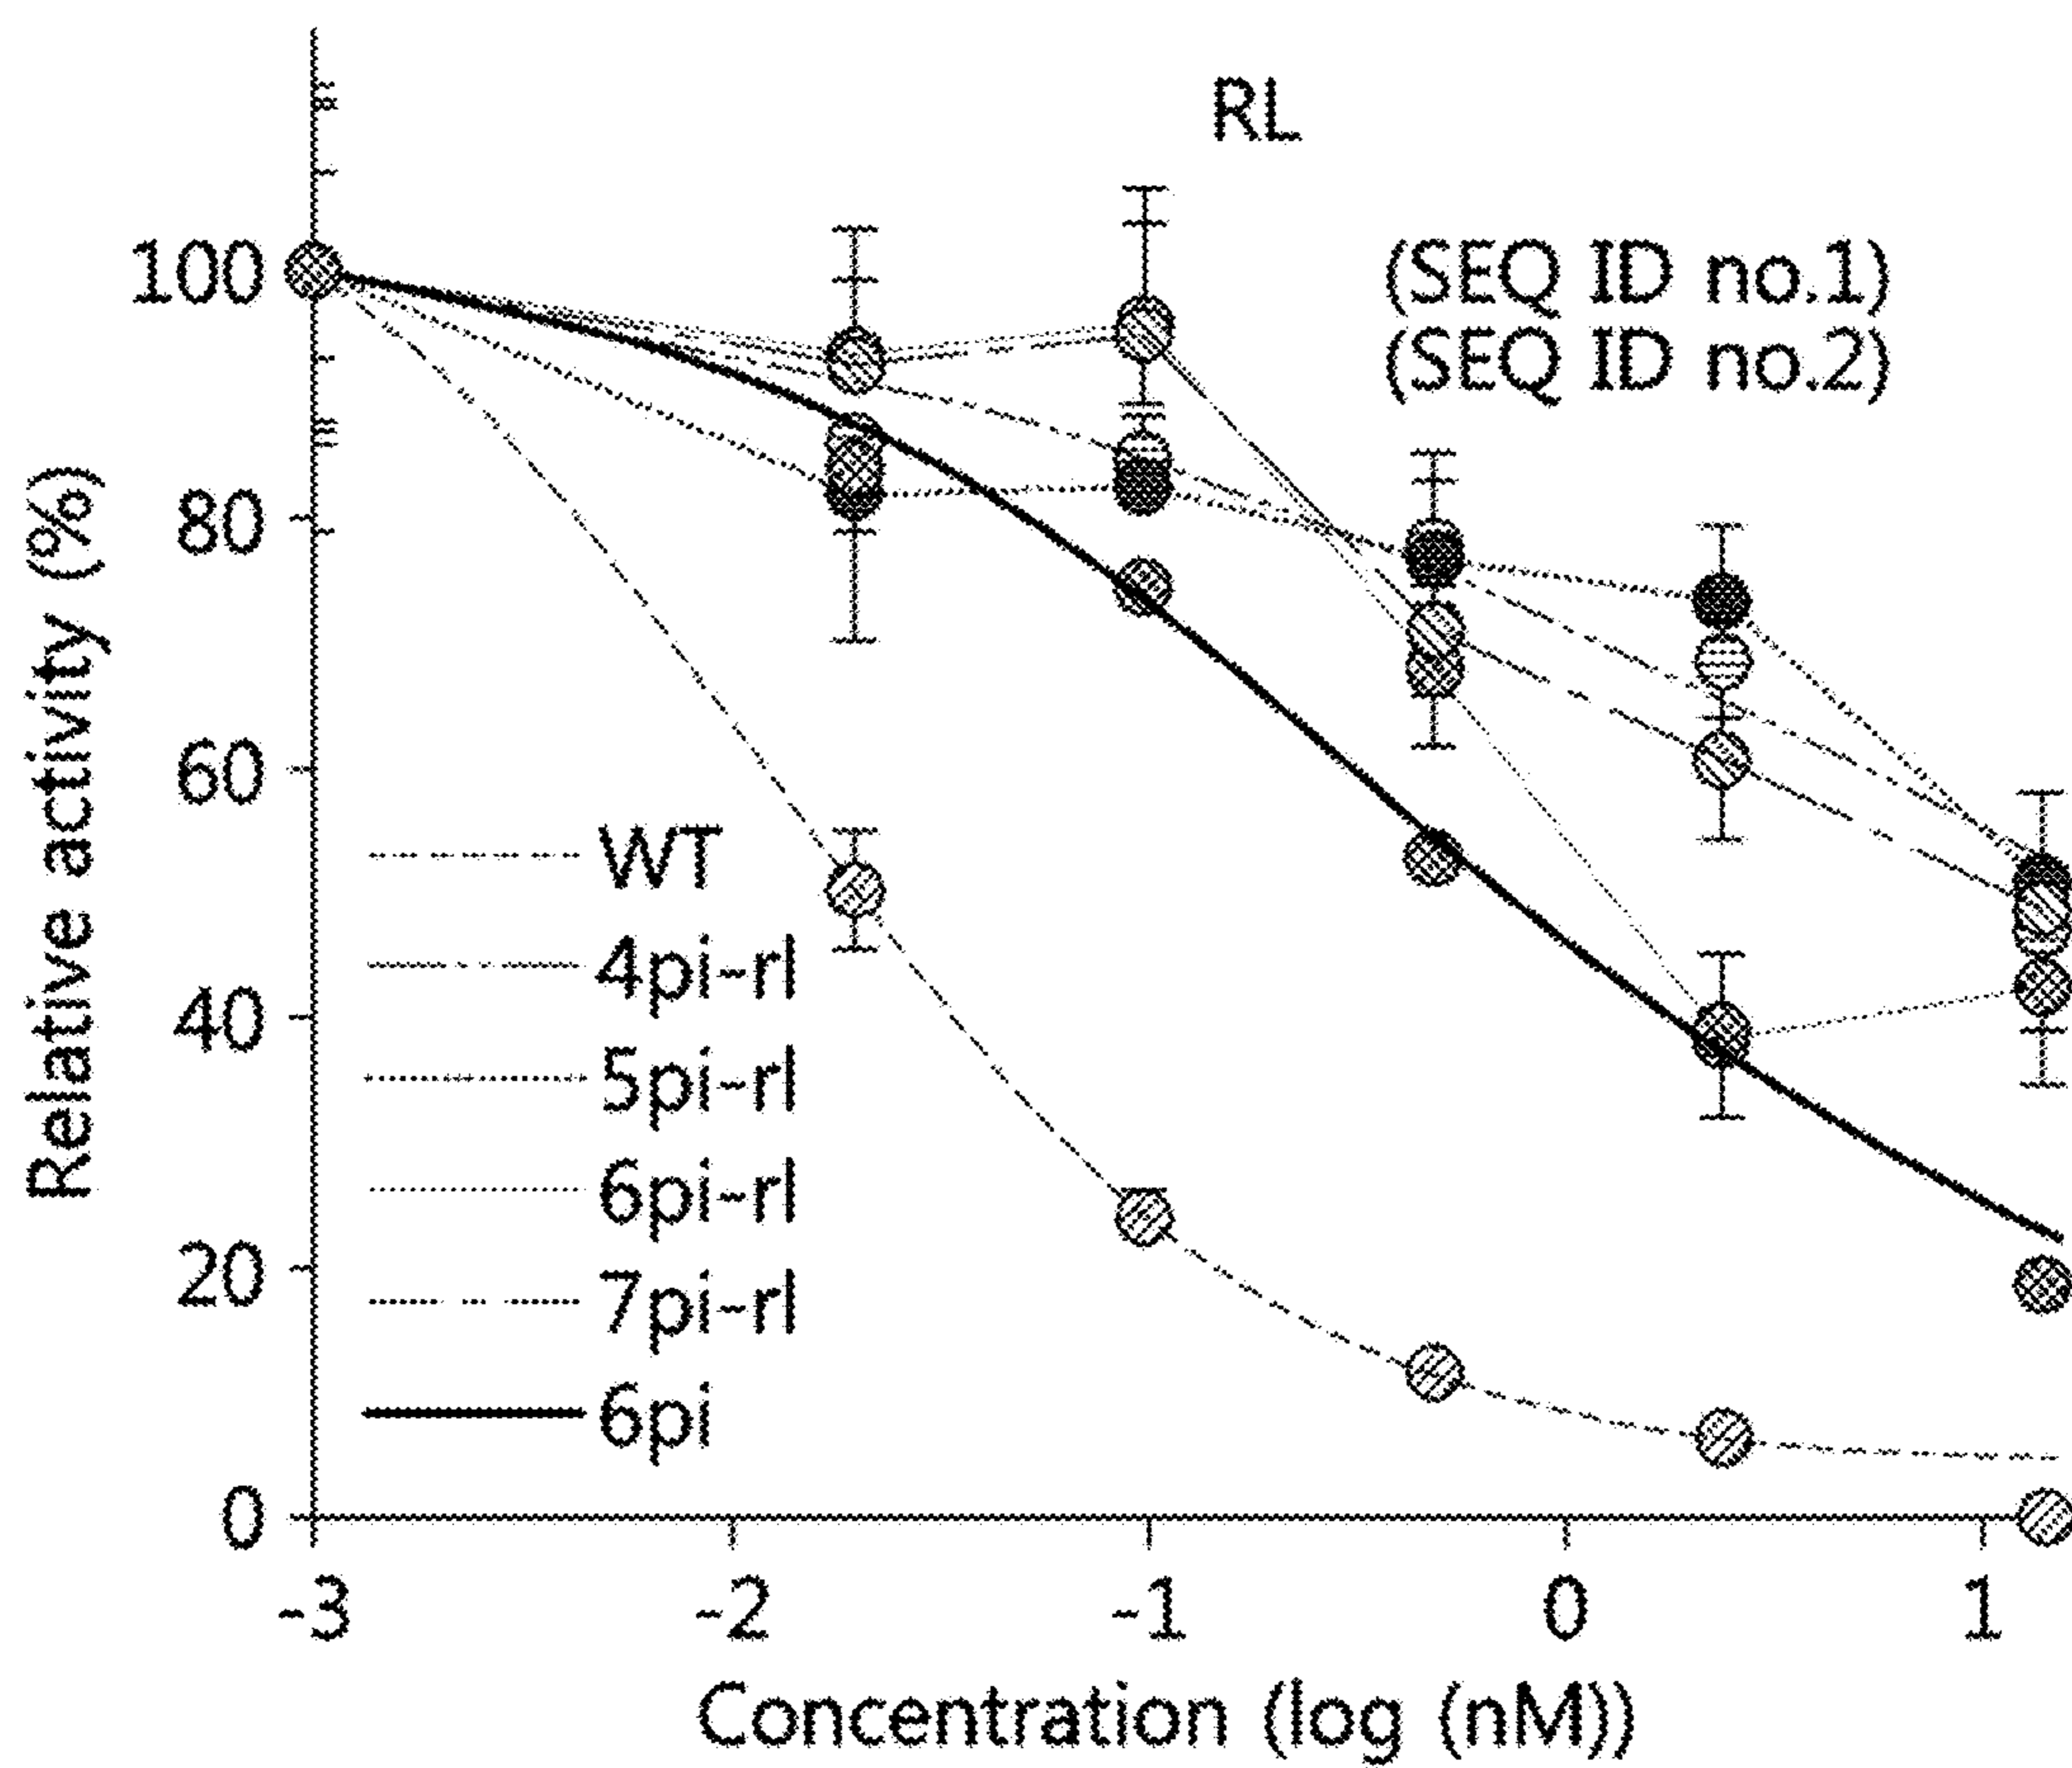 RL
(SEQ ID no.1)
(SEQ ID no.2)
Relative activity (%)
100
80
60
40
20
0
WT
4pi-rl
5pi-rl
6pi-rl
7pi-rl
6pi
-3
-2
-1
0
1
Concentration (log (nM))